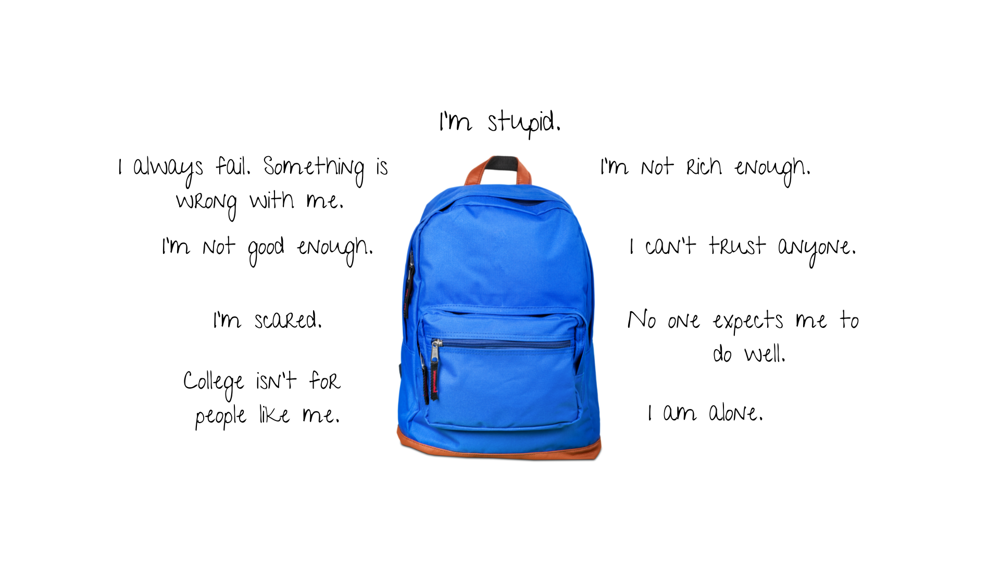 I'm stupid.
I always fail. Something is
wrong with me.
I'm not good enough.
I'm scared.
College isn't for
people like me.
I'm not rich enough.
I can't trust anyone.
No one expects me to
do well.
I am alone.